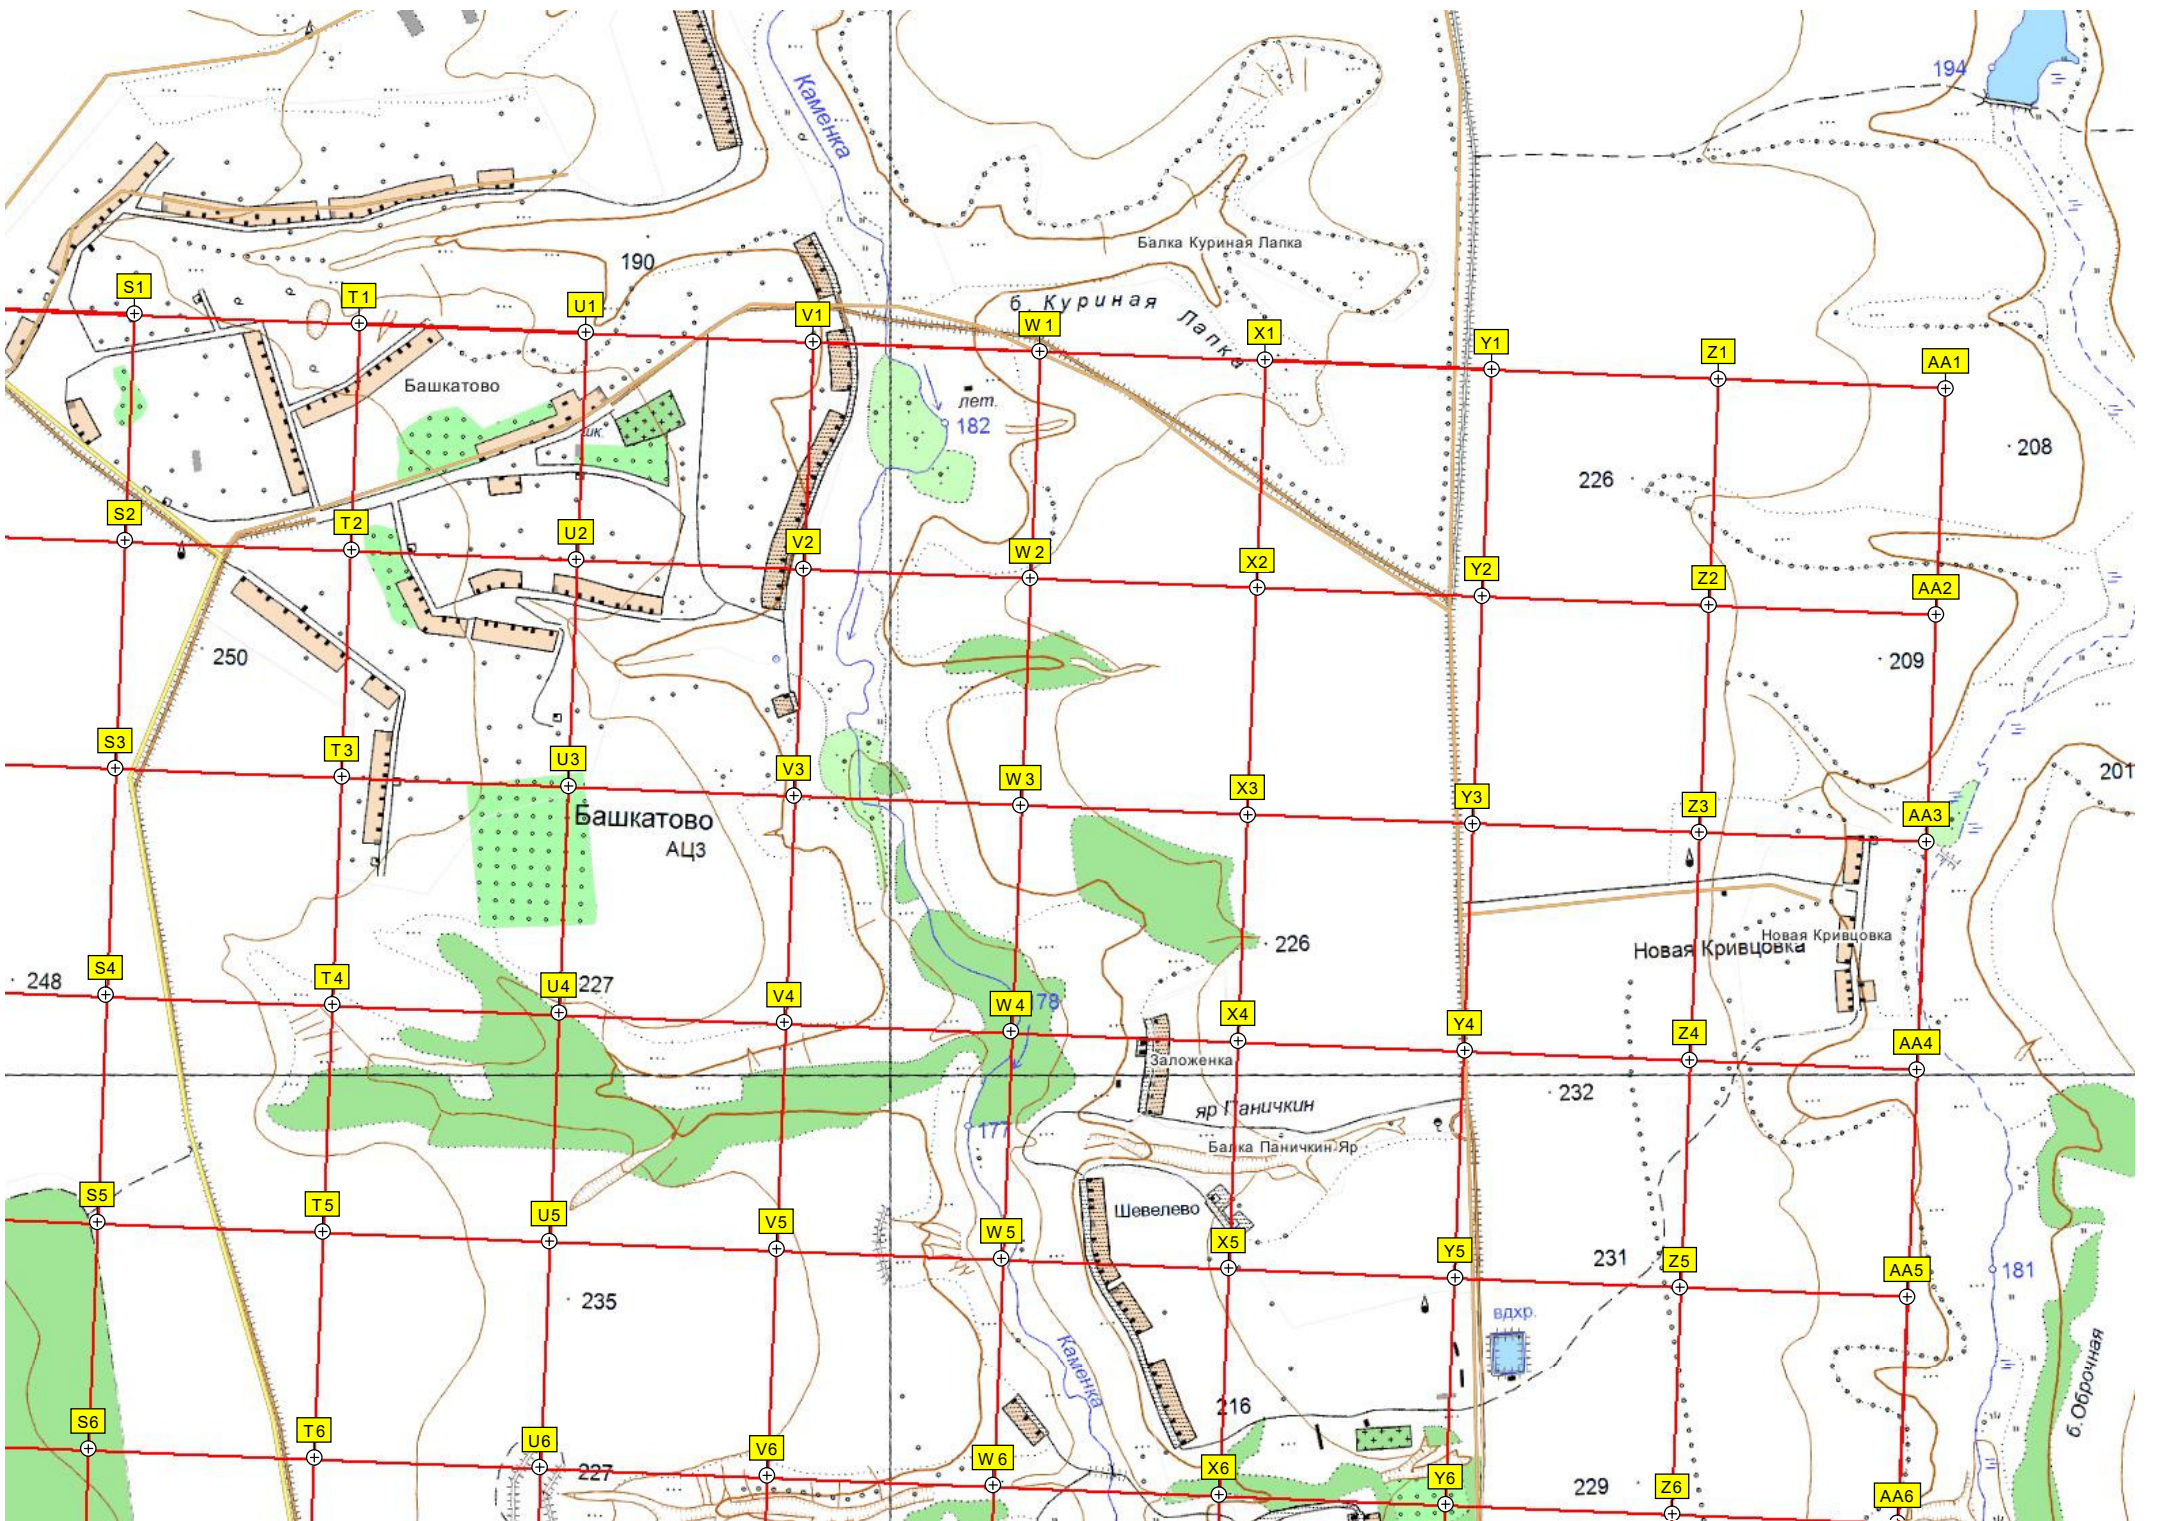 194
Каменка
Балка Куриная Лапка
190
б. Куриная
Лапка
S1
T1
U1
V1
W1
X1
Y1
Z1
AA1
Башкатово
шк.
лет.
182
208
226
S2
T2
U2
V2
W2
X2
Y2
Z2
AA2
250
209
S3
T3
U3
V3
W3
X3
Y3
Z3
AA3
201
Башкатово
АЦЗ
226
Новая Кривцовка
Новая Кривцовка
248
S4
T4
U4
227
V4
W4
178
X4
Y4
Z4
AA4
Заложенка
232
яр Паничкин
177
Балка Паничкин Яр
S5
T5
U5
V5
W5
Шевелево
X5
Y5
231
Z5
AA5
181
235
вдхр.
Каменка
б.Оброчная
216
S6
T6
U6
227
V6
W6
X6
Y6
229
Z6
AA6